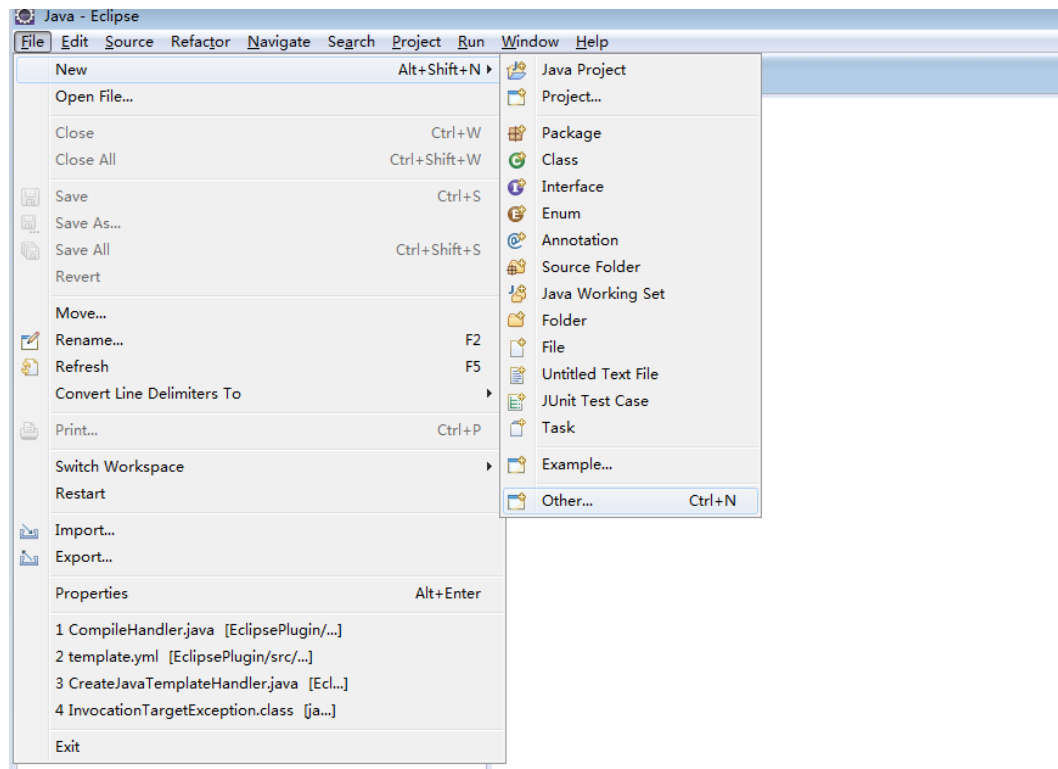 Java - Eclipse
File Edit Source Refactor Navigate Search Project Run Window Help
New Alt+Shift+N
Open File...
Close Ctrl+W
Close All Ctrl+Shift+W
Save Ctrl+S
Save As...
Save All Ctrl+Shift+S
Revert
Move...
Rename... F2
Refresh F5
Convert Line Delimiters To
Print... Ctrl+P
Switch Workspace
Restart
Import...
Export...
Properties Alt+Enter
1 CompileHandler.java [EclipsePlugin/...]
2 template.yml [EclipsePlugin/src/...]
3 CreateJavaTemplateHandler.java [Ecl...]
4 InvocationTargetException.class [ja...]
Exit
Java Project
Project...
Package
Class
Interface
Enum
Annotation
Source Folder
Java Working Set
Folder
File
Untitled Text File
JUnit Test Case
Task
Example...
Other... Ctrl+N